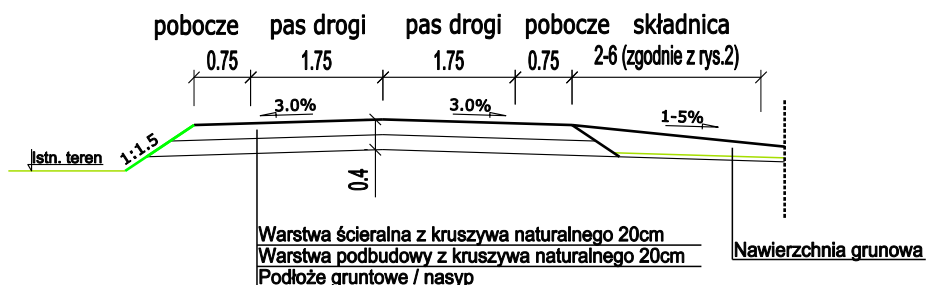 pobocze pas drogi pas drogi pobocze składnica
0.75 1.75 1.75 0.75 2-6 (zgodnie z rys.2)
3.0% 3.0% 1-5%
1:1.5
Istn. teren
0.4
Warstwa ścieralna z kruszywa naturalnego 20cm
Warstwa podbudowy z kruszywa naturalnego 20cm
Nawierzchnia grunowa
Podłoże gruntowe / nasyp